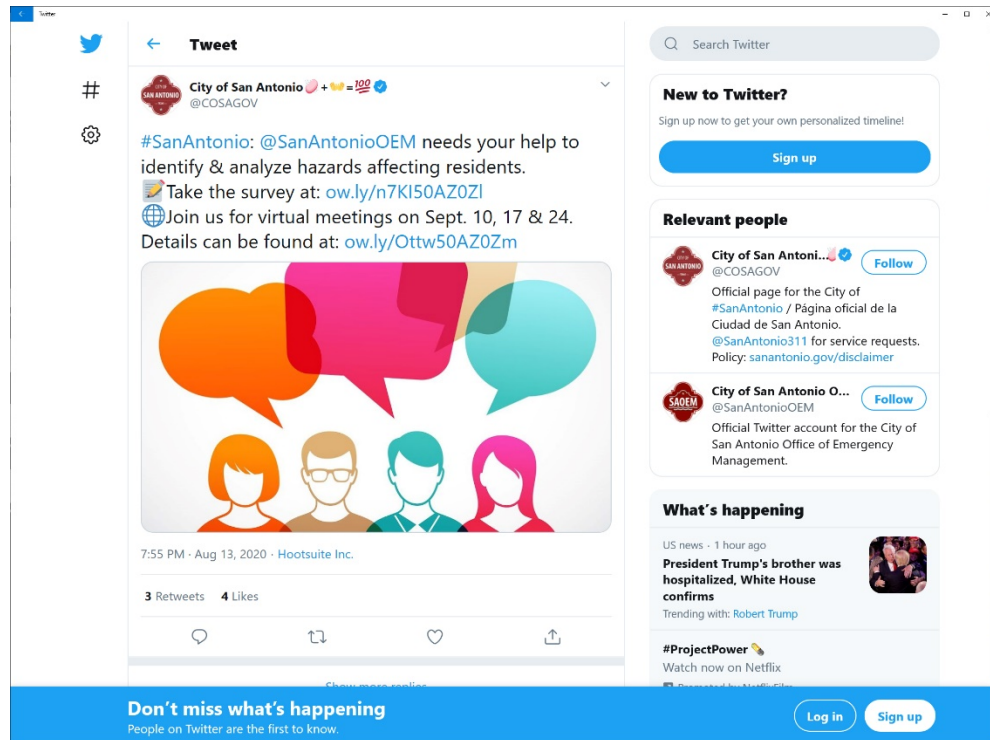 Twitter
Tweet
City of San Antonio🧼+👐=💯
@COSAGOV
#SanAntonio: @SanAntonioOEM needs your help to
identify & analyze hazards affecting residents.
📝Take the survey at: ow.ly/n7KI50AZ0Zl
🌐Join us for virtual meetings on Sept. 10, 17 & 24.
Details can be found at: ow.ly/Ottw50AZ0Zm
7:55 PM · Aug 13, 2020 · Hootsuite Inc.
3 Retweets 4 Likes
Show more replies
Search Twitter
New to Twitter?
Sign up now to get your own personalized timeline!
Sign up
Relevant people
City of San Antoni...🧼
@COSAGOV
Follow
Official page for the City of
#SanAntonio / Página oficial de la
Ciudad de San Antonio.
@SanAntonio311 for service requests.
Policy: sanantonio.gov/disclaimer
SAOEM
City of San Antonio O...
@SanAntonioOEM
Follow
Official Twitter account for the City of
San Antonio Office of Emergency
Management.
What's happening
US news · 1 hour ago
President Trump's brother was
hospitalized, White House
confirms
Trending with: Robert Trump
#ProjectPower
Watch now on Netflix
Promoted by NetflixFilm
Don't miss what's happening
People on Twitter are the first to know.
Log in
Sign up